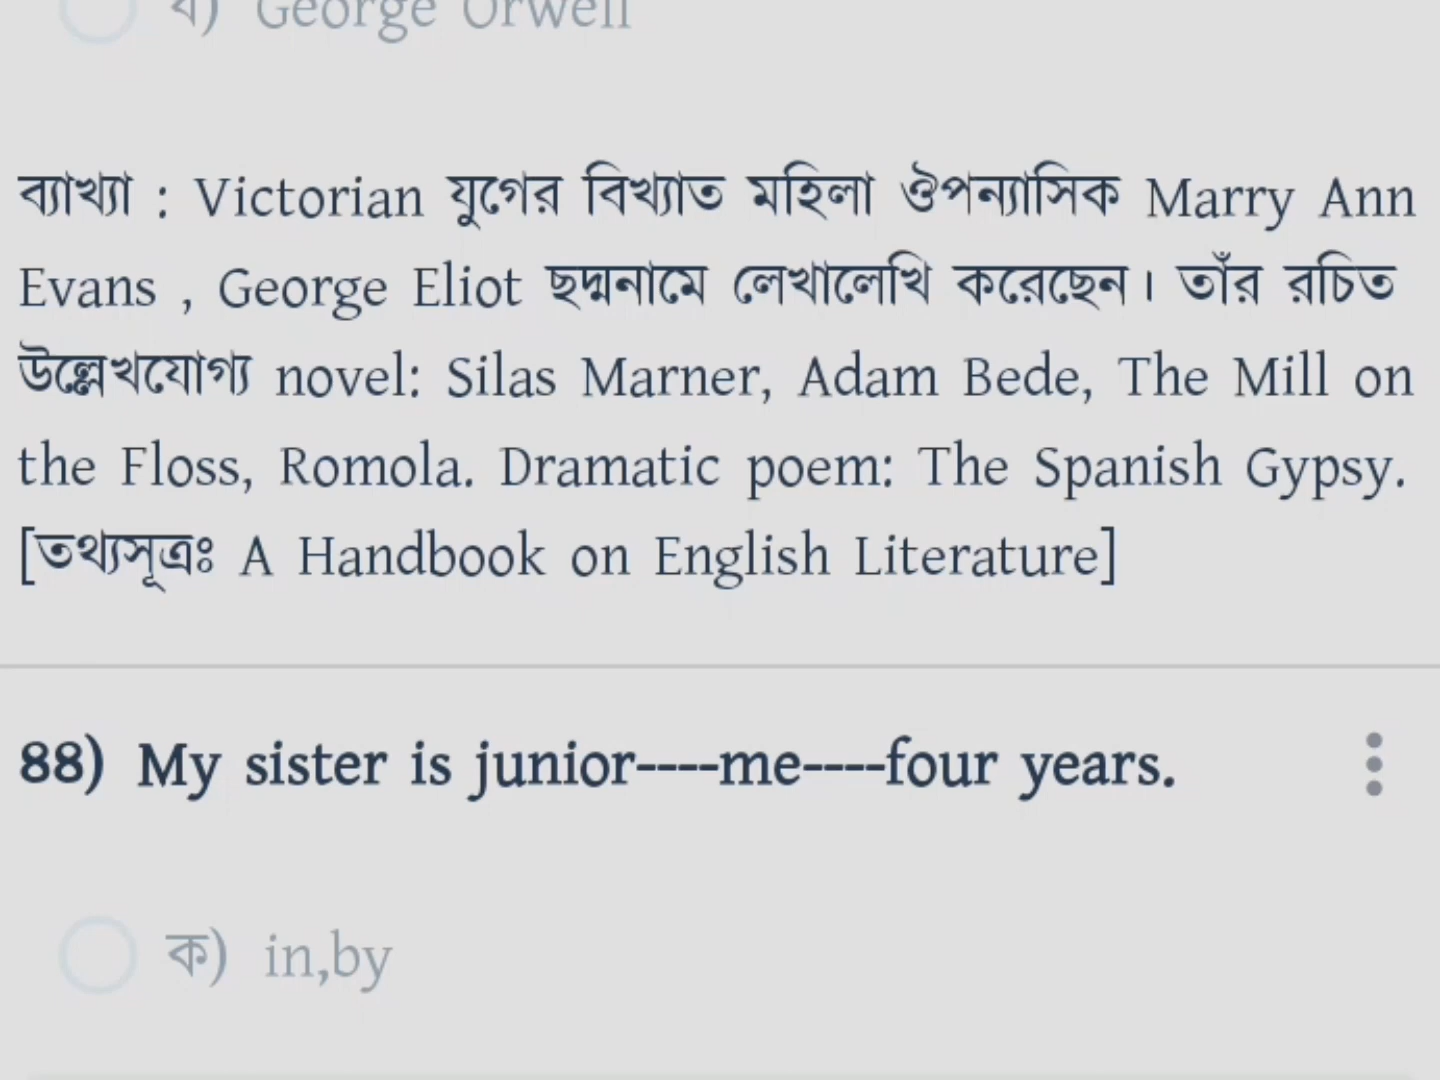 George Orwell
ব্যাখ্যা : Victorian যুগের বিখ্যাত মহিলা ঔপন্যাসিক Marry Ann
Evans , George Eliot ছদ্মনামে লেখালেখি করেছেন। তাঁর রচিত
উল্লেখযোগ্য novel: Silas Marner, Adam Bede, The Mill on
the Floss, Romola. Dramatic poem: The Spanish Gypsy.
[তথ্যসূত্রঃ A Handbook on English Literature]
88) My sister is junior----me----four years.
ক) in,by